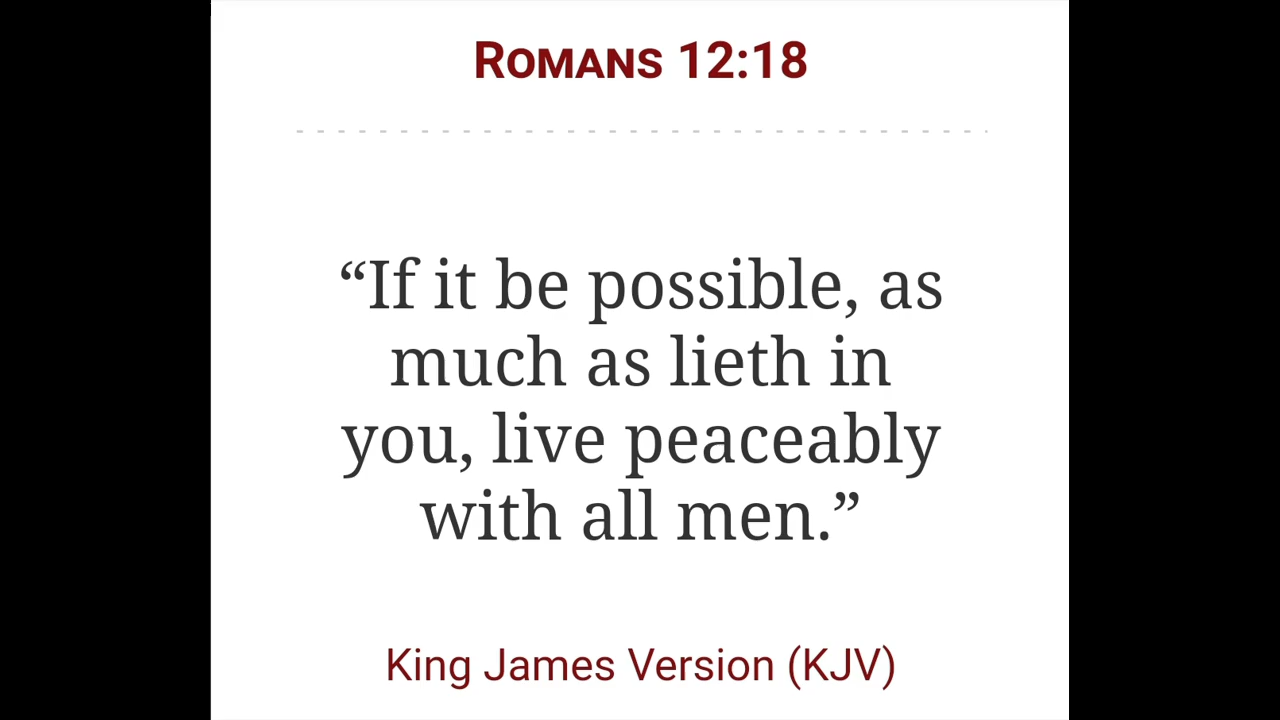 Romans 12:18
“If it be possible, as
much as lieth in
you, live peaceably
with all men.”
King James Version (KJV)